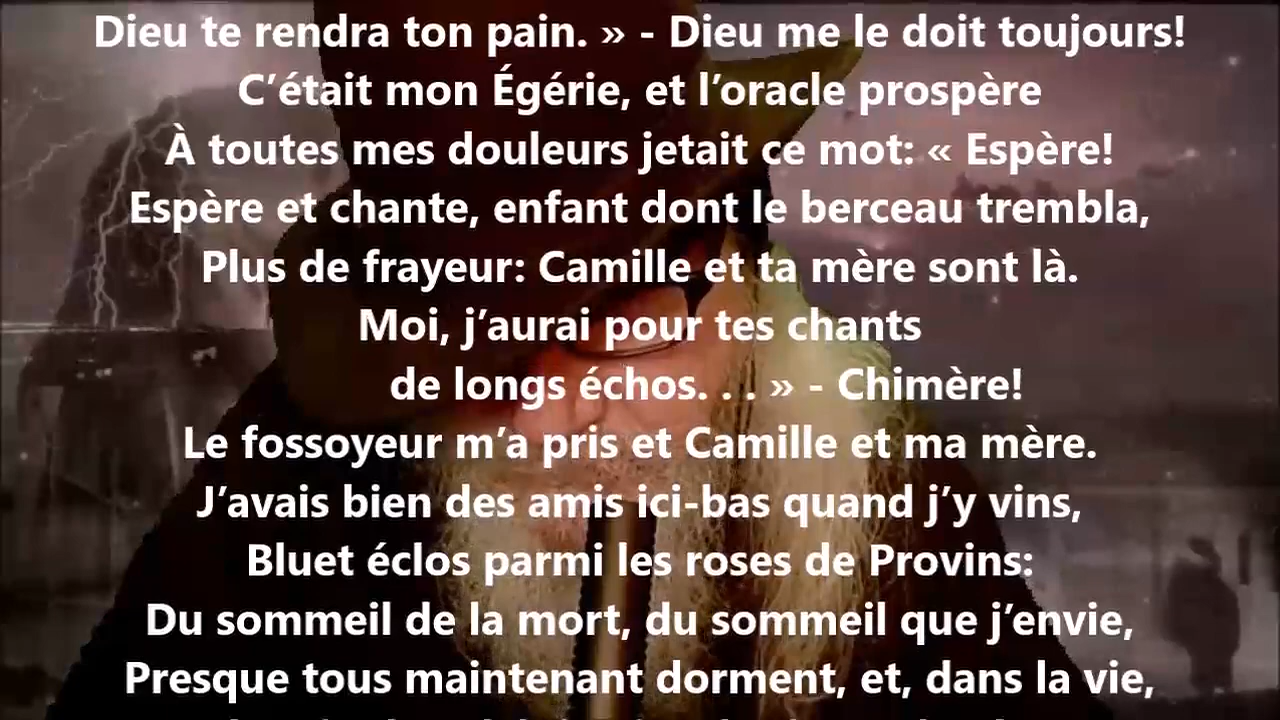 Dieu te rendra ton pain. » - Dieu me le doit toujours!
C’était mon Égérie, et l’oracle prospère
À toutes mes douleurs jetait ce mot: « Espère!
Espère et chante, enfant dont le berceau trembla,
Plus de frayeur: Camille et ta mère sont là.
Moi, j’aurai pour tes chants
de longs échos. . . » - Chimère!
Le fossoyeur m’a pris et Camille et ma mère.
J’avais bien des amis ici-bas quand j’y vins,
Bluet éclos parmi les roses de Provins:
Du sommeil de la mort, du sommeil que j’envie,
Presque tous maintenant dorment, et, dans la vie,